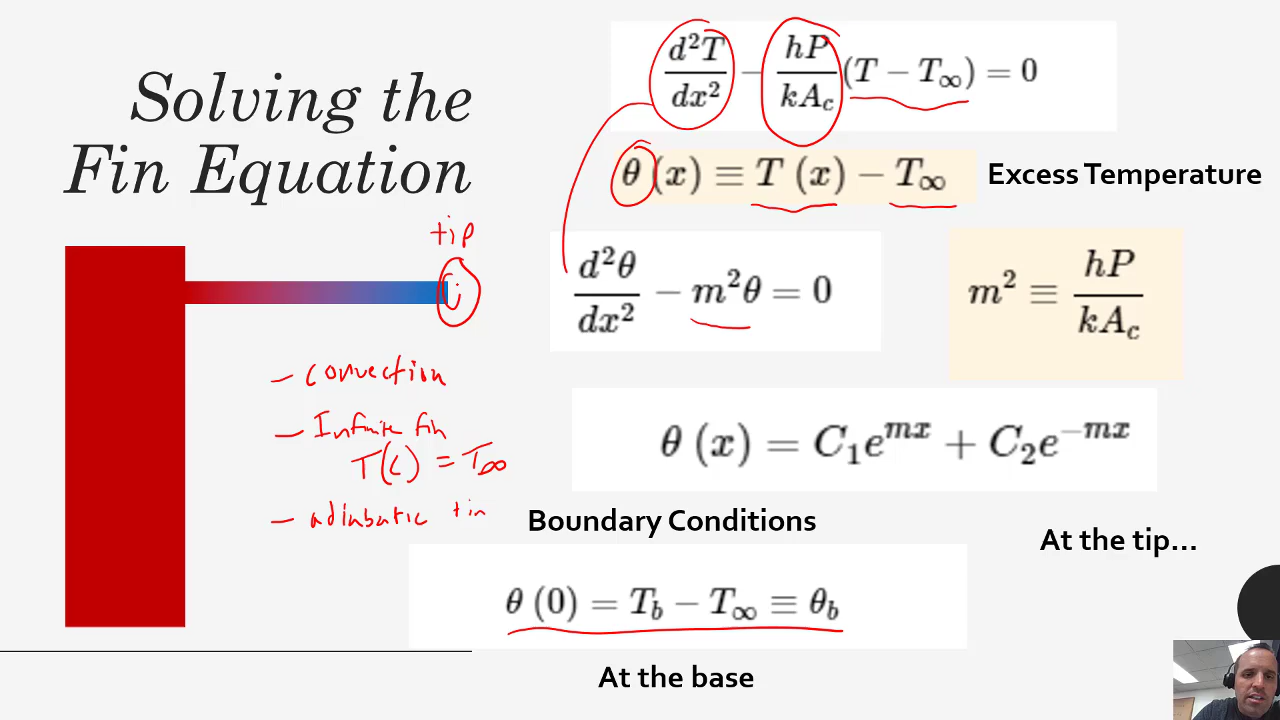 Solving the
Fin Equation
d²T/dx² − hP/kA_c (T − T∞) = 0
θ (x) ≡ T (x) − T∞
Excess Temperature
d²θ/dx² − m²θ = 0
m² ≡ hP/kA_c
θ (x) = C₁e^{mx} + C₂e^{−mx}
tip
– convection
– Infinite fin
T(L) = T∞
– adiabatic
Boundary Conditions
At the tip...
θ (0) = T_b − T∞ ≡ θ_b
At the base